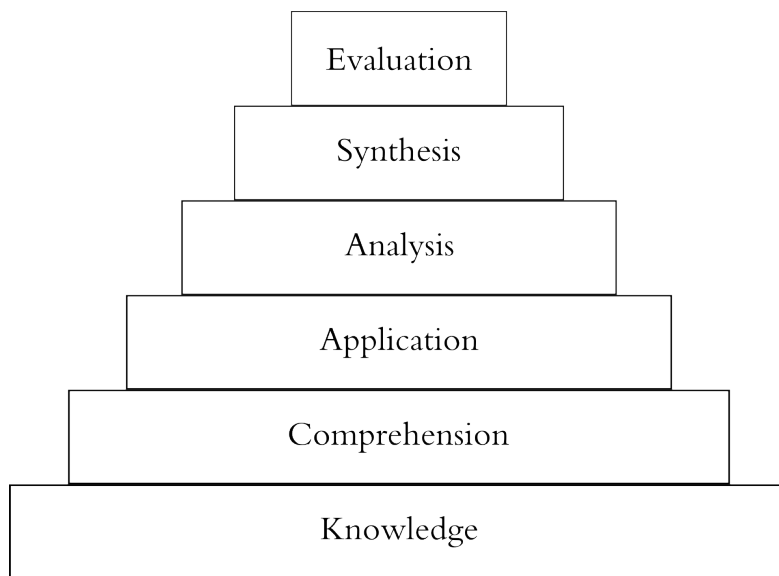 Evaluation
Synthesis
Analysis
Application
Comprehension
Knowledge